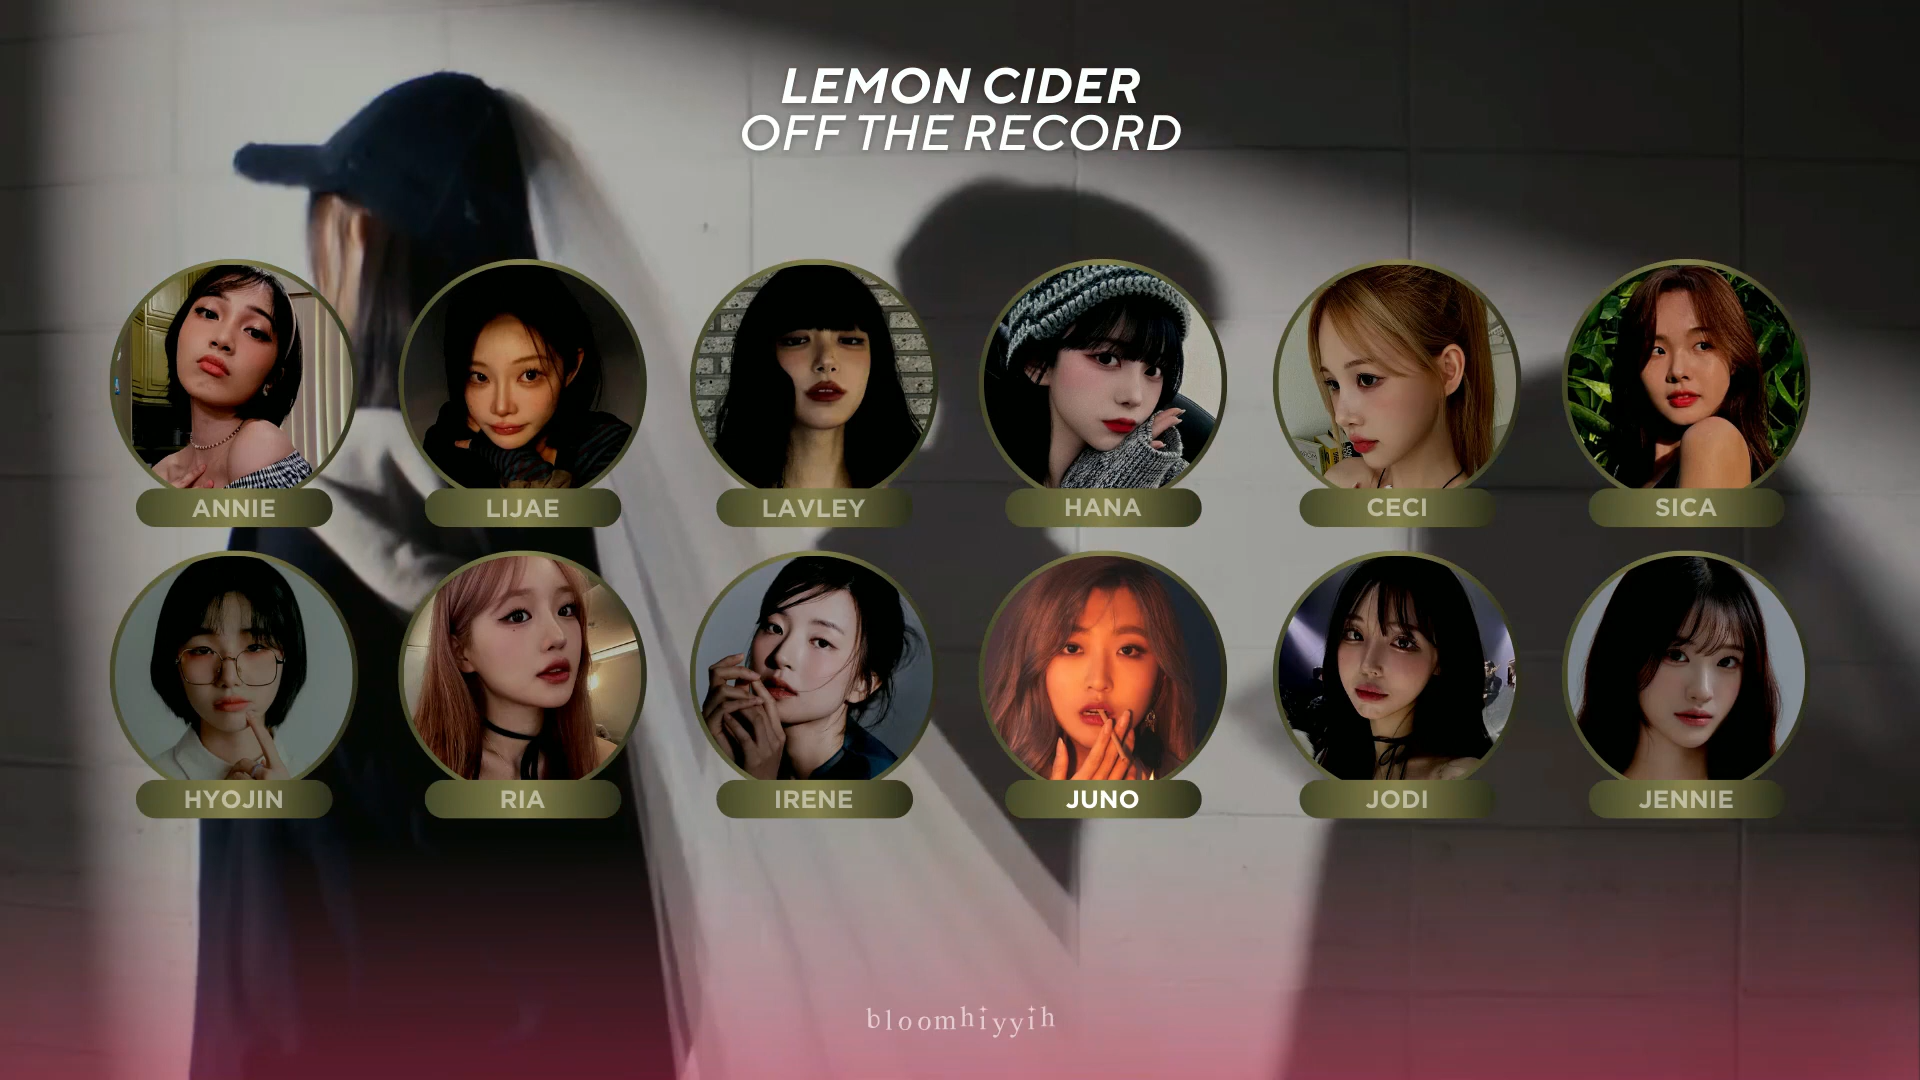 LEMON CIDER
OFF THE RECORD
ANNIE
LIJAE
LAVLEY
HANA
CECI
SICA
HYOJIN
RIA
IRENE
JUNO
JODI
JENNIE
bloomhiyyih